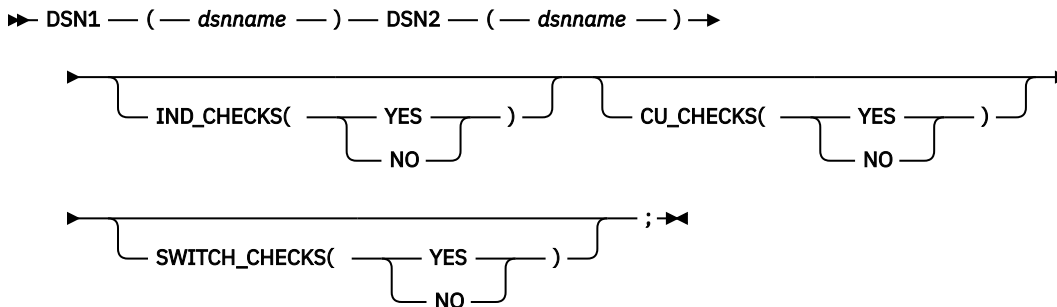 DSN1 ( dsnname ) DSN2 ( dsnname )
IND_CHECKS( YES ) CU_CHECKS( YES )
NO NO
;
SWITCH_CHECKS( YES )
NO